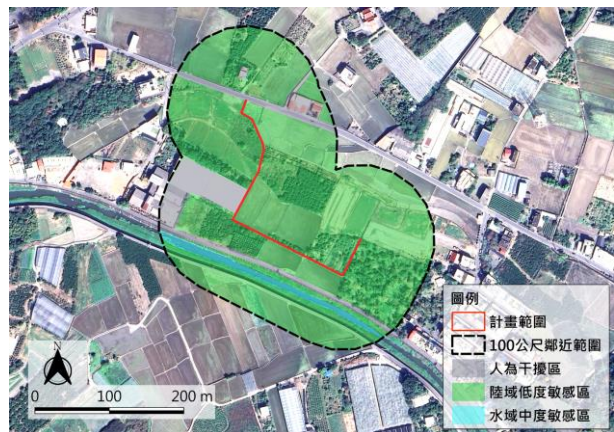 圖例
計畫範圍
100公尺鄰近範圍
人為干擾區
陸域低度敏感區
水域中度敏感區
N
0 100 200 m